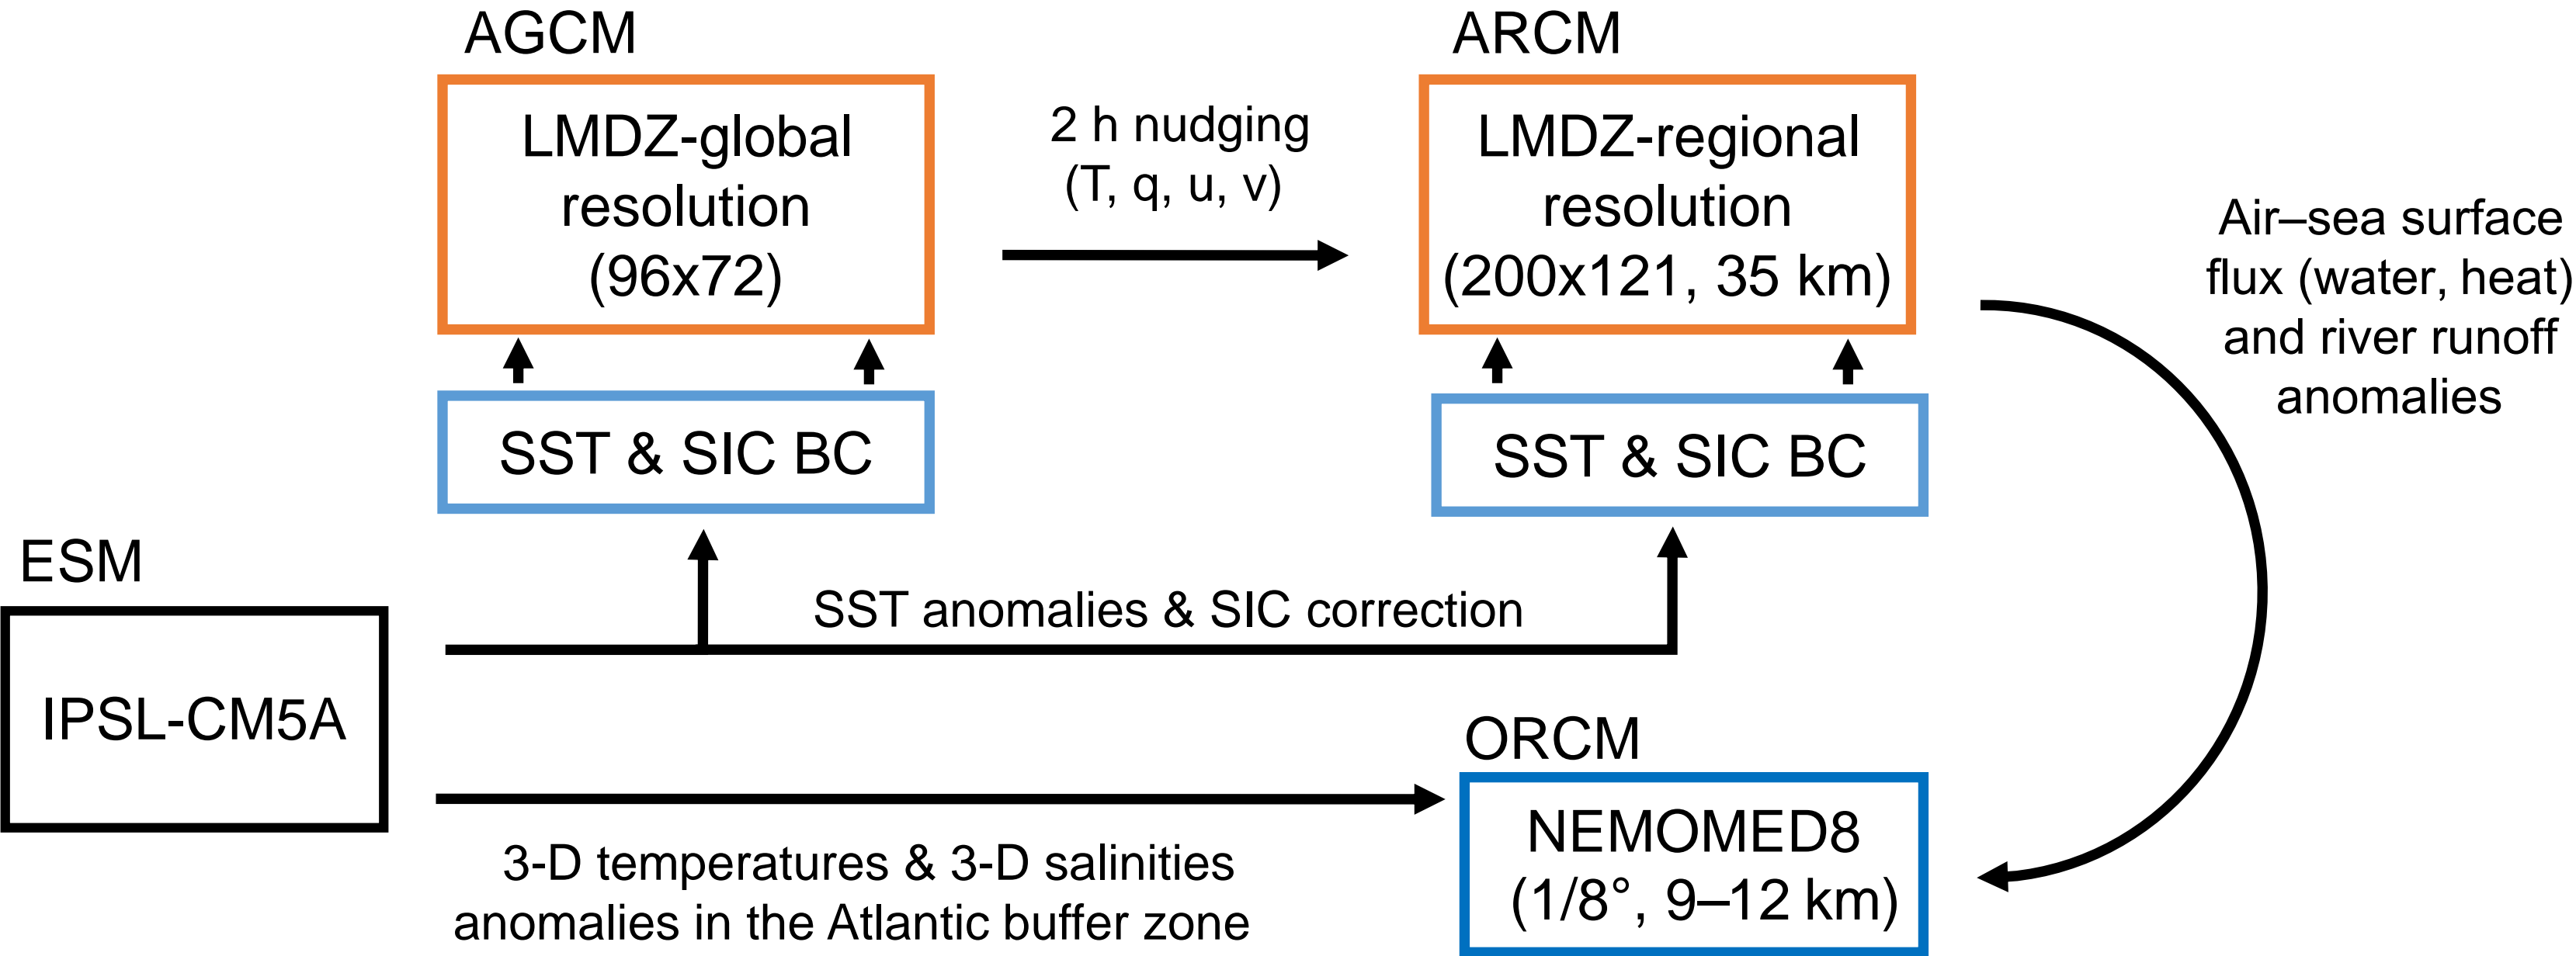 AGCM
LMDZ-global
resolution
(96x72)
2 h nudging
(T, q, u, v)
ARCM
LMDZ-regional
resolution
(200x121, 35 km)
Air–sea surface
flux (water, heat)
and river runoff
anomalies
SST & SIC BC
SST & SIC BC
SST anomalies & SIC correction
ESM
IPSL-CM5A
3-D temperatures & 3-D salinities
anomalies in the Atlantic buffer zone
ORCM
NEMOMED8
(1/8°, 9–12 km)